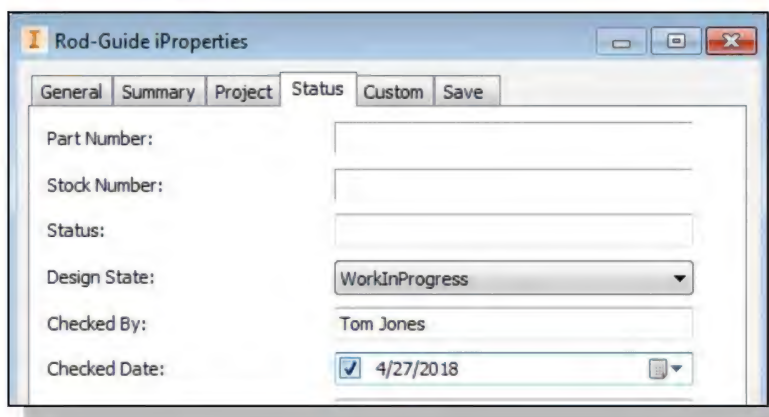 Rod-Guide iProperties
General Summary Project Status Custom Save
Part Number:
Stock Number:
Status:
Design State: WorkInProgress
Checked By: Tom Jones
Checked Date: 4/27/2018